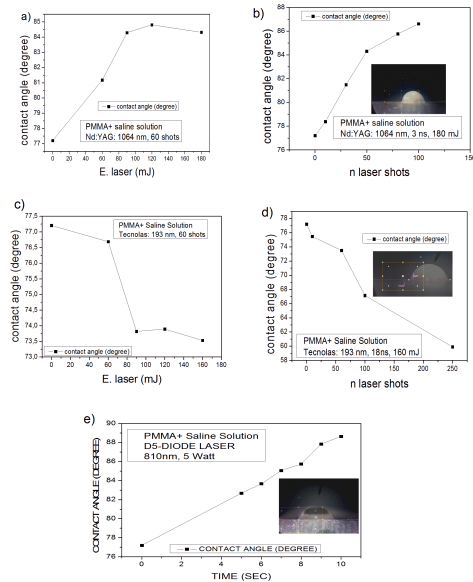 a)
contact angle (degree)
85
84
83
82
81
80
79
78
77
contact angle (degree)
PMMA+ saline solution
Nd:YAG: 1064 nm, 60 shots
0 20 40 60 80 100 120 140 160 180
E. laser (mJ)
b)
contact angle (degree)
88
86
84
82
80
78
76
contact angle (degree)
PMMA+ saline solution
Nd:YAG: 1064 nm, 3 ns, 180 mJ
0 50 100 150
n laser shots
c)
contact angle (degree)
77,5
77,0
76,5
76,0
75,5
75,0
74,5
74,0
73,5
73,0
PMMA+ Saline Solution
Tecnolas: 193 nm, 60 shots
contact angle (degree)
0 20 40 60 80 100 120 140 160 180
E. laser (mJ)
d)
contact angle (degree)
78
76
74
72
70
68
66
64
62
60
58
contact angle (degree)
PMMA+ Saline Solution
Tecnolas: 193 nm, 18ns, 160 mJ
0 25 50 75 100 125 150 175 200 225 250
n laser shots
e)
CONTACT ANGLE (DEGREE)
88
86
84
82
80
78
76
PMMA+ Saline Solution
D5-DIODE LASER
810nm, 5 Watt
CONTACT ANGLE (DEGREE)
0 2 4 6 8 10
TIME (SEC)